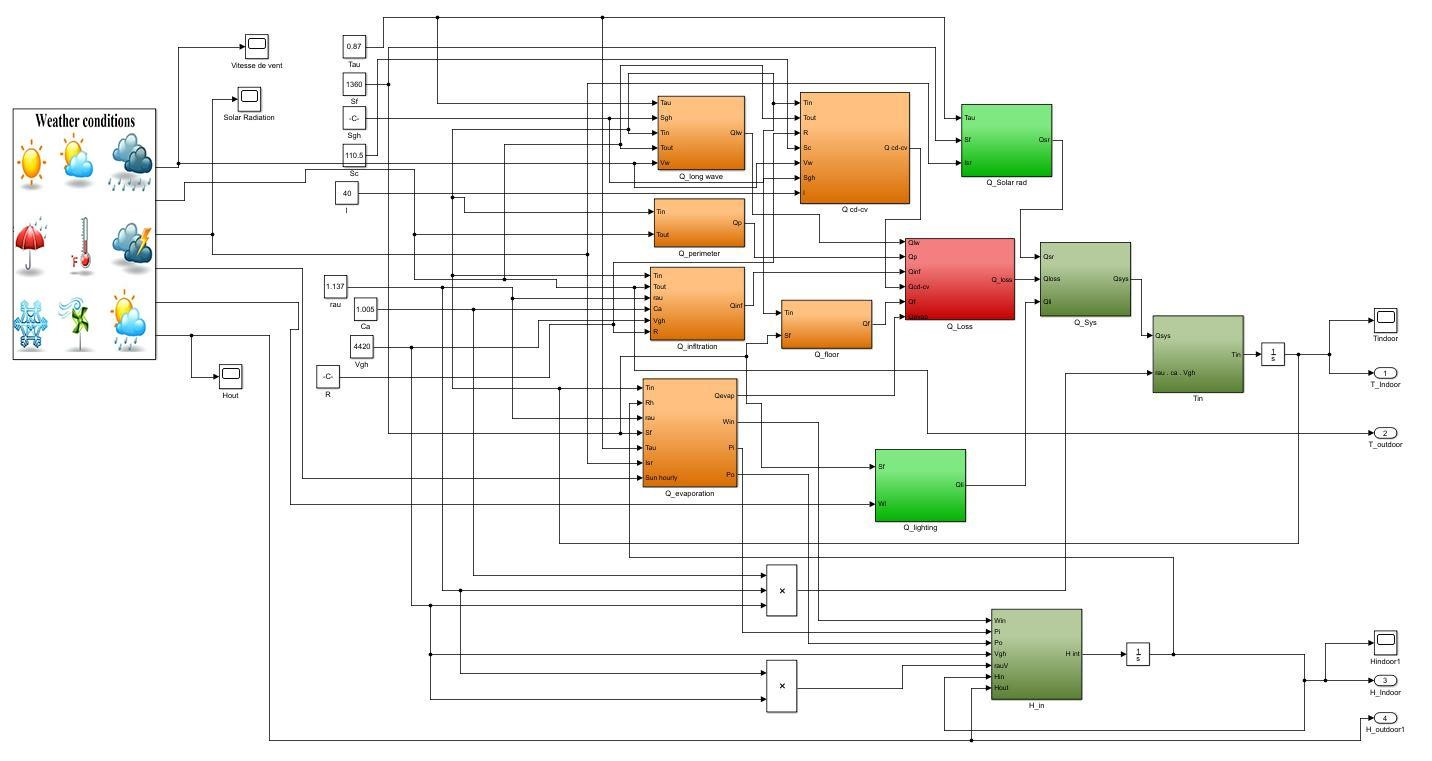 Weather conditions
°F
Vitesse de vent
Solar Radiation
Hout
0.87
Tau
1360
Sf
-C-
Sgh
110.5
Sc
40
I
1.137
rau
1.005
Ca
4420
Vgh
-C-
R
Tau
Sgh
Tin
Tout
Vw
Qlw
Q_long wave
Tin
Tout
R
Sc
Vw
Sgh
I
Q cd-cv
Q cd-cv
Tau
Sf
Isr
Qsr
Q_Solar rad
Tin
Tout
Qp
Q_perimeter
Tin
Tout
rau
Ca
Vgh
R
Qinf
Q_infltration
Tin
Sf
Qf
Q_floor
Qlw
Qp
Qinf
Qcd-cv
Qf
Q_loss
Q_Loss
Qsr
Qloss
Qli
Qsys
Q_Sys
Qsys
rau . ca . Vgh
Tin
Tin
1
s
Tindoor
1
T_Indoor
2
T_outdoor
Tin
Rh
rau
Sf
Tau
Isr
Sun hourly
Qevap
Win
Pi
Po
Q_evaporation
Sf
Wl
Qli
Q_lighting
×
×
Win
Pi
Po
Vgh
rauV
Hin
Hout
H int
H_in
1
s
Hindoor1
3
H_Indoor
4
H_outdoor1